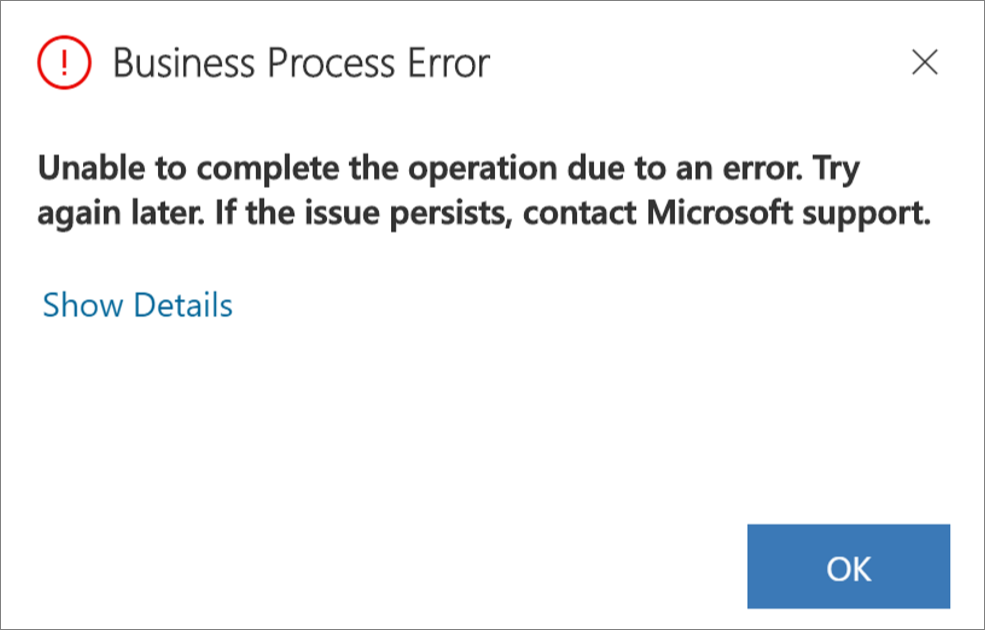 Business Process Error
Unable to complete the operation due to an error. Try
again later. If the issue persists, contact Microsoft support.
Show Details
OK